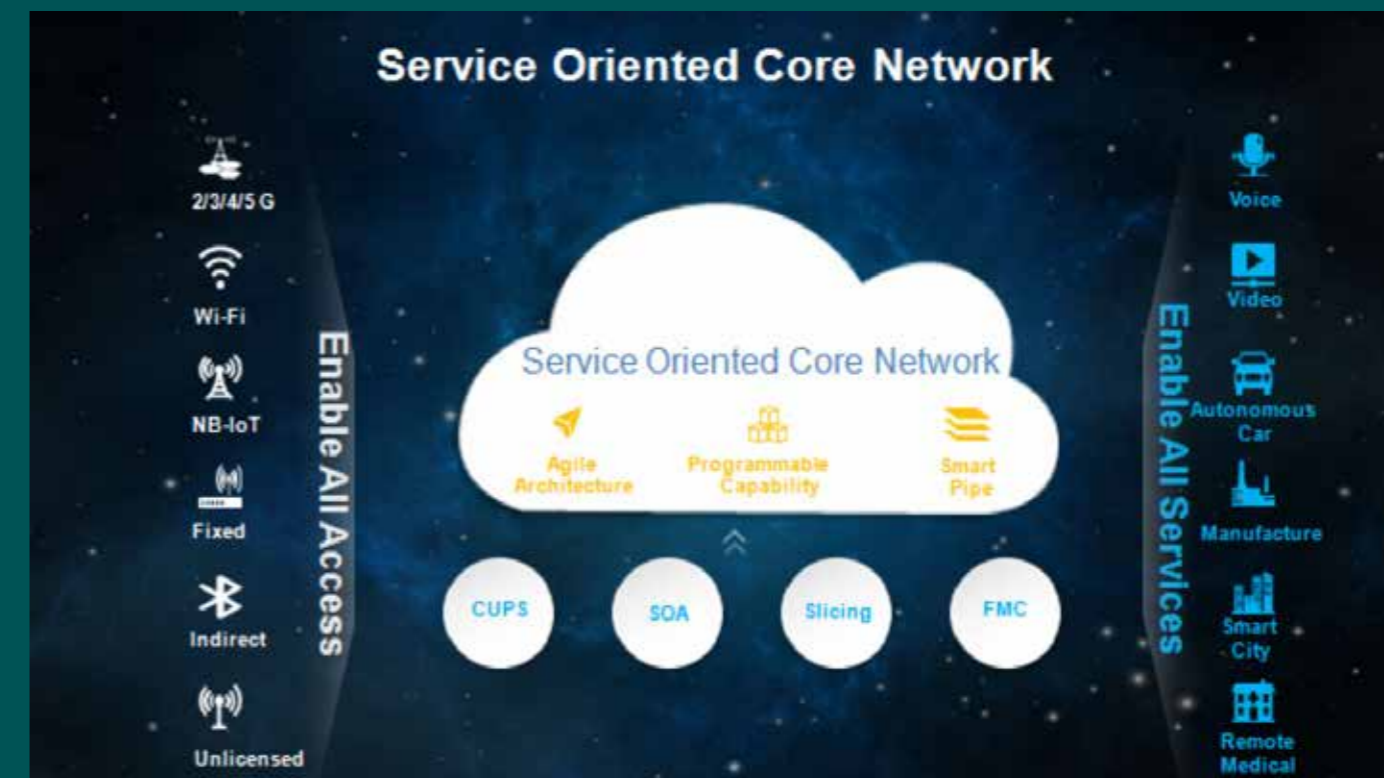 Service Oriented Core Network
2/3/4/5 G
Wi-Fi
NB-IoT
Fixed
Indirect
Unlicensed
Enable All Access
Service Oriented Core Network
Agile
Architecture
Programmable
Capability
Smart
Pipe
CUPS
SOA
Slicing
FMC
Enable All Services
Voice
Video
Autonomous
Car
Manufacture
Smart
City
Remote
Medical